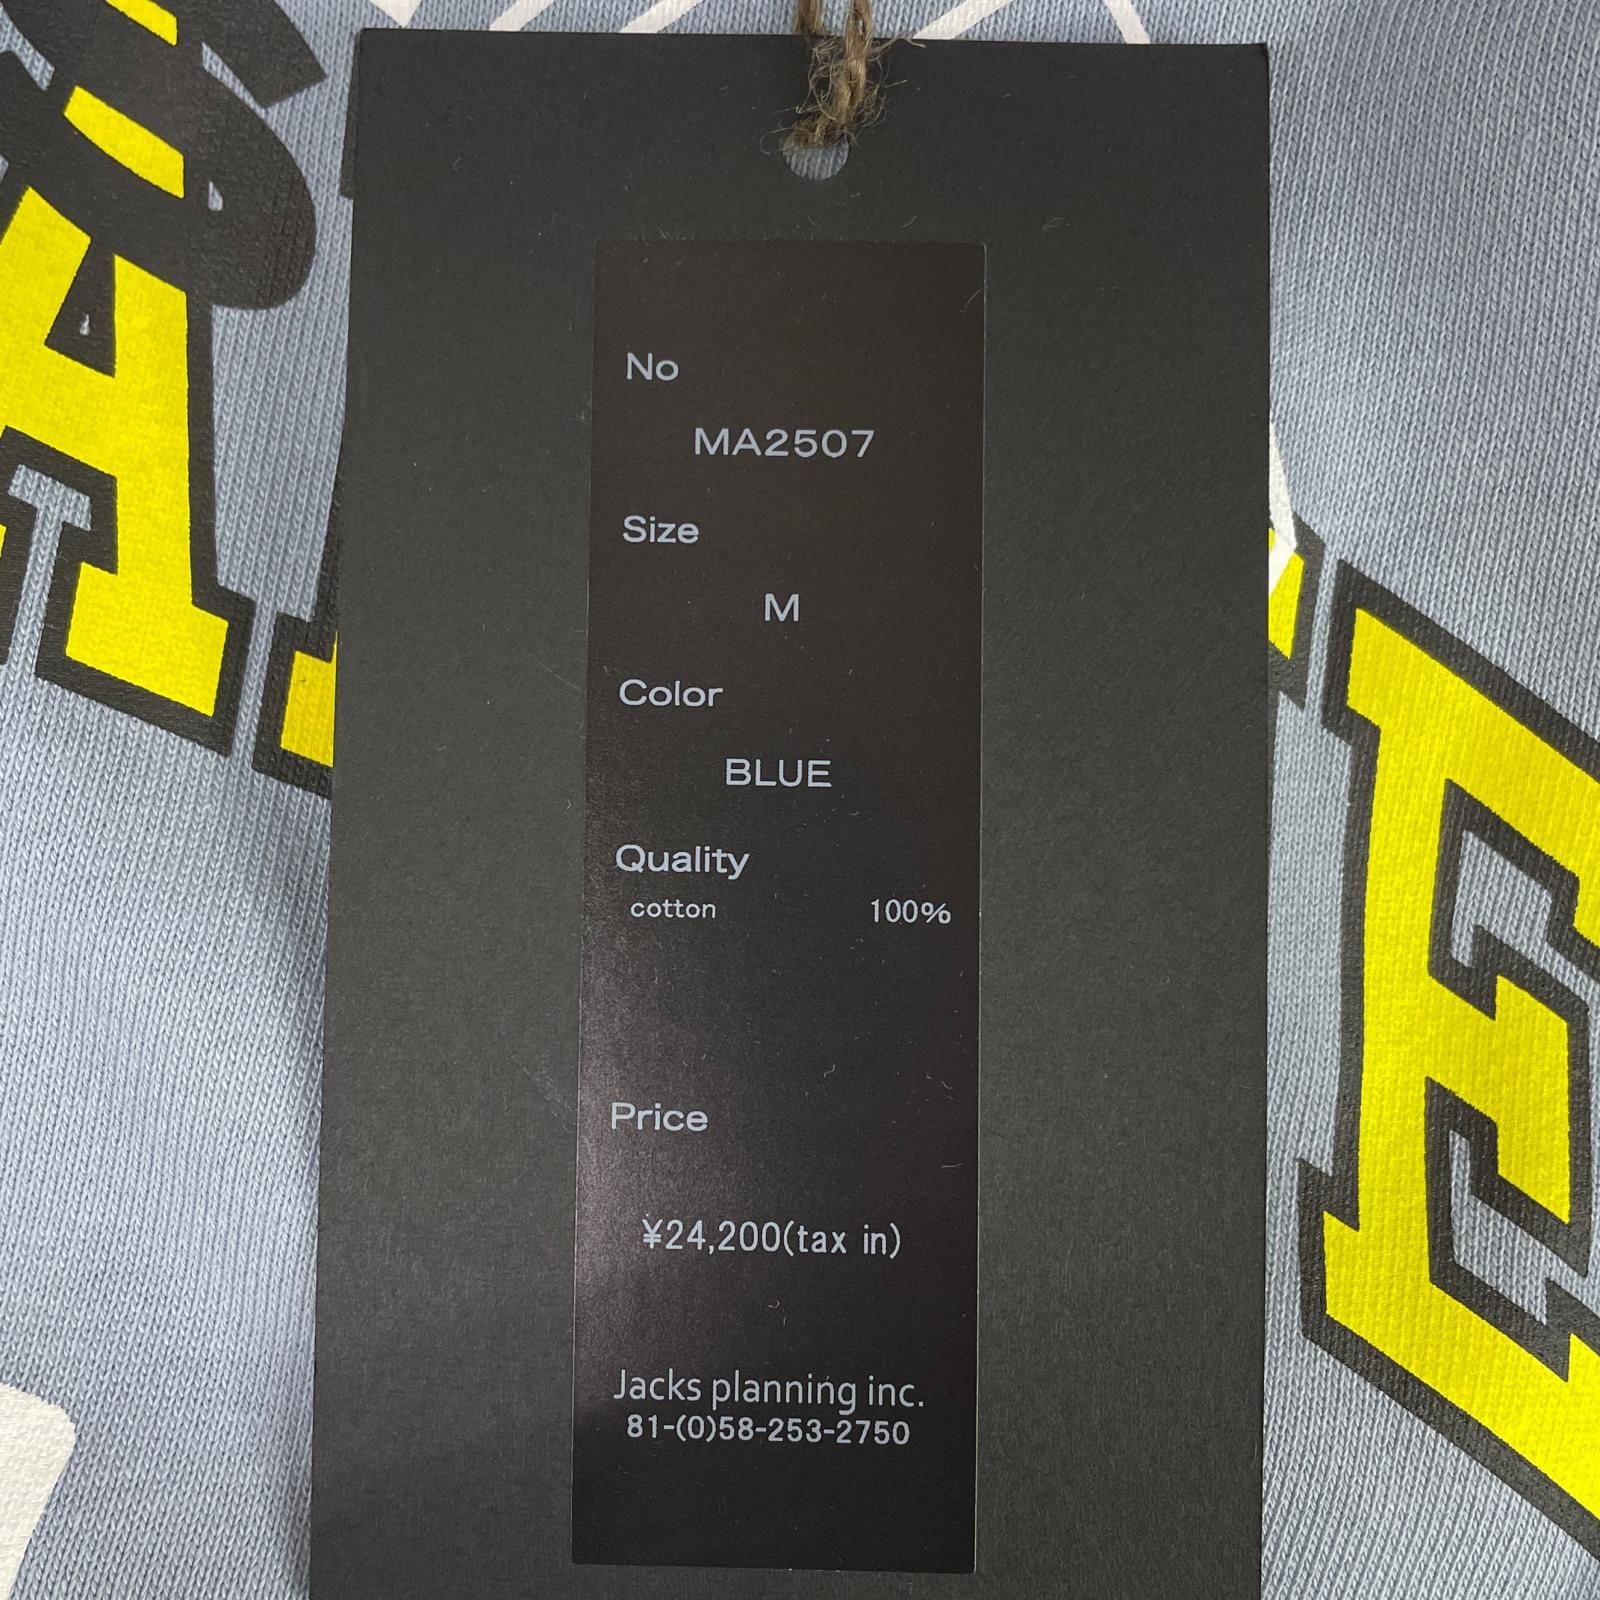 No
MA2507
Size
M
Color
BLUE
Quality
cotton 100%
Price
¥24,200(tax in)
Jacks planning inc.
81-(0)58-253-2750
A
E